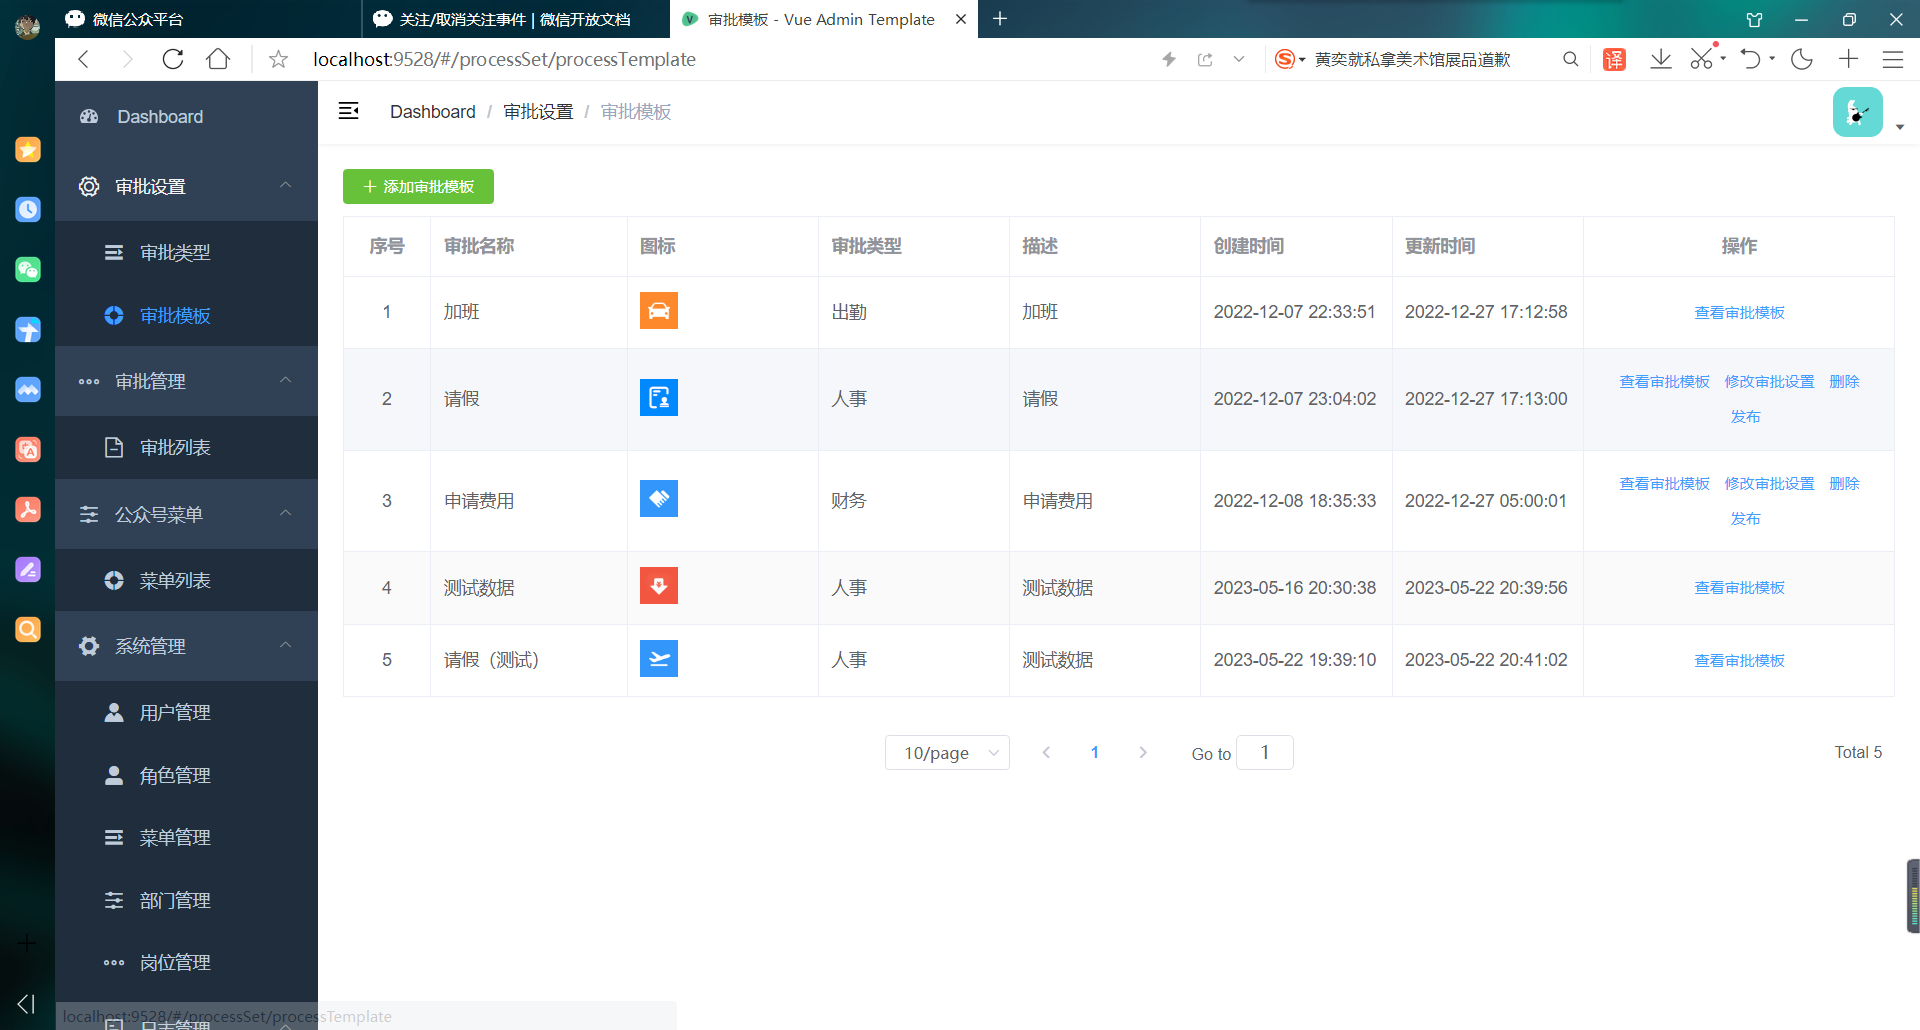 微信公众平台
关注/取消关注事件 | 微信开放文档
审批模板 - Vue Admin Template
localhost:9528/#/processSet/processTemplate
黄奕就私拿美术馆展品道歉
译
Dashboard
审批设置
审批类型
审批模板
审批管理
审批列表
公众号菜单
菜单列表
系统管理
用户管理
角色管理
菜单管理
部门管理
岗位管理
日志管理
localhost:9528/#/processSet/processTemplate
Dashboard / 审批设置 / 审批模板
添加审批模板
序号 审批名称 图标 审批类型 描述 创建时间 更新时间 操作
1 加班 出勤 加班 2022-12-07 22:33:51 2022-12-27 17:12:58 查看审批模板
2 请假 人事 请假 2022-12-07 23:04:02 2022-12-27 17:13:00 查看审批模板 修改审批设置 删除
发布
3 申请费用 财务 申请费用 2022-12-08 18:35:33 2022-12-27 05:00:01 查看审批模板 修改审批设置 删除
发布
4 测试数据 人事 测试数据 2023-05-16 20:30:38 2023-05-22 20:39:56 查看审批模板
5 请假（测试） 人事 测试数据 2023-05-22 19:39:10 2023-05-22 20:41:02 查看审批模板
10/page 1 Go to 1 Total 5